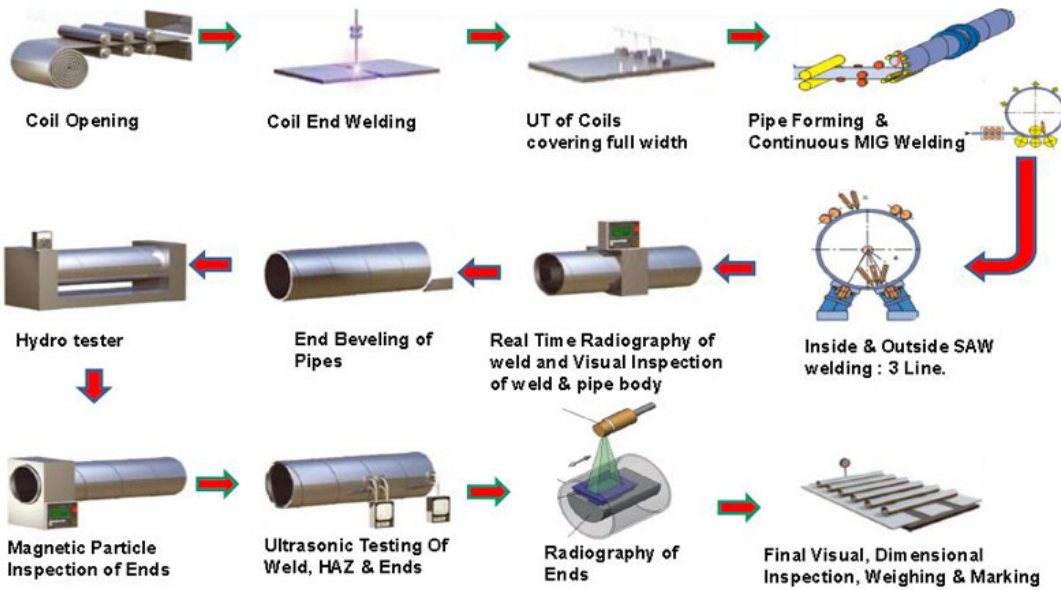 Coil Opening
Coil End Welding
UT of Coils
covering full width
Pipe Forming &
Continuous MIG Welding
Inside & Outside SAW
welding : 3 Line.
Real Time Radiography of
weld and Visual Inspection
of weld & pipe body
End Beveling of
Pipes
Hydro tester
Magnetic Particle
Inspection of Ends
Ultrasonic Testing Of
Weld, HAZ & Ends
Radiography of
Ends
Final Visual, Dimensional
Inspection, Weighing & Marking